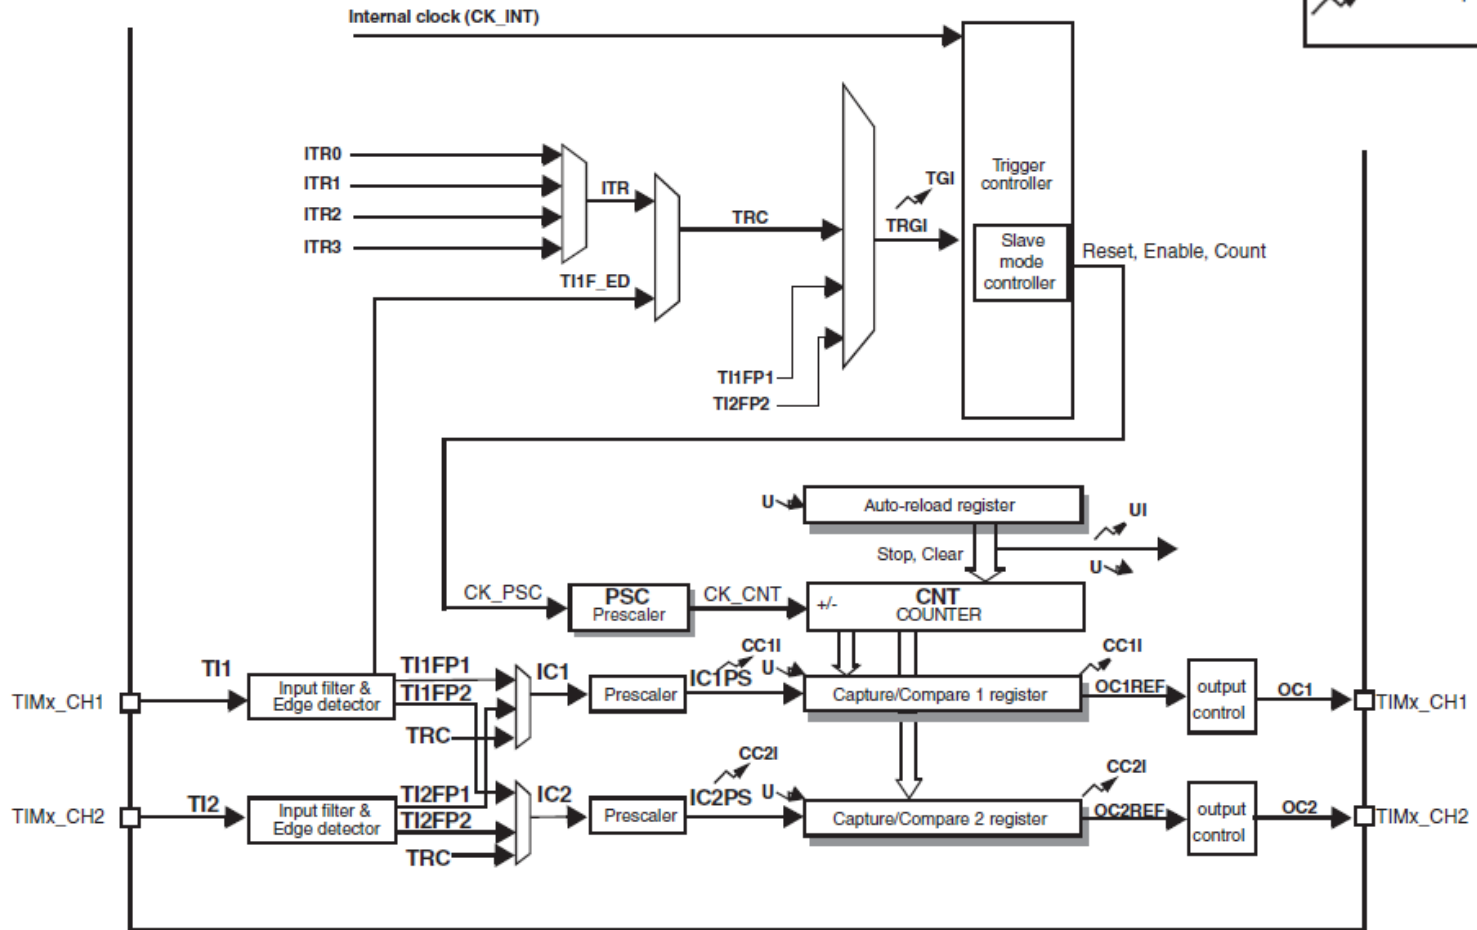 Internal clock (CK_INT)
ITR0
ITR1
ITR2
ITR3
ITR
TI1F_ED
TRC
TGI
TRGI
Trigger
controller
Slave
mode
controller
Reset, Enable, Count
TI1FP1
TI2FP2
U
Auto-reload register
UI
Stop, Clear
U
CK_PSC
PSC
Prescaler
CK_CNT
+/-
CNT
COUNTER
TIMx_CH1
TI1
Input filter &
Edge detector
TI1FP1
TI1FP2
TRC
IC1
Prescaler
CC1I
IC1PS
U
Capture/Compare 1 register
CC1I
OC1REF
output
control
OC1
TIMx_CH1
TIMx_CH2
TI2
Input filter &
Edge detector
TI2FP1
TI2FP2
TRC
IC2
Prescaler
CC2I
IC2PS
U
Capture/Compare 2 register
CC2I
OC2REF
output
control
OC2
TIMx_CH2